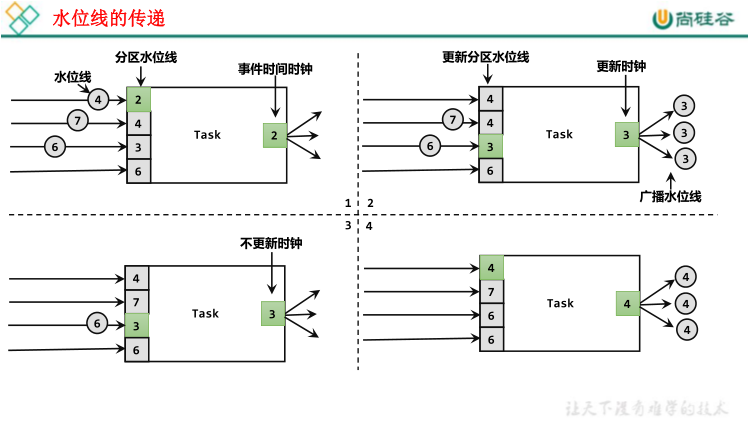 水位线的传递
尚硅谷
分区水位线
水位线
事件时间时钟
4
7
6
2
4
3
6
Task
2
1
更新分区水位线
更新时钟
7
6
4
4
3
6
Task
3
3
3
3
广播水位线
2
3
不更新时钟
6
4
7
3
6
Task
3
4
4
7
6
6
Task
4
4
4
4
让天下没有难学的技术